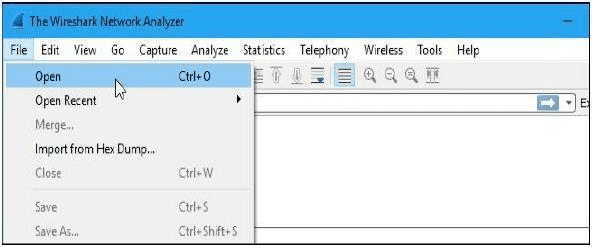 The Wireshark Network Analyzer
File Edit View Go Capture Analyze Statistics Telephony Wireless Tools Help
Open Ctrl+O
Open Recent
Merge...
Import from Hex Dump...
Close Ctrl+W
Save Ctrl+S
Save As... Ctrl+Shift+S